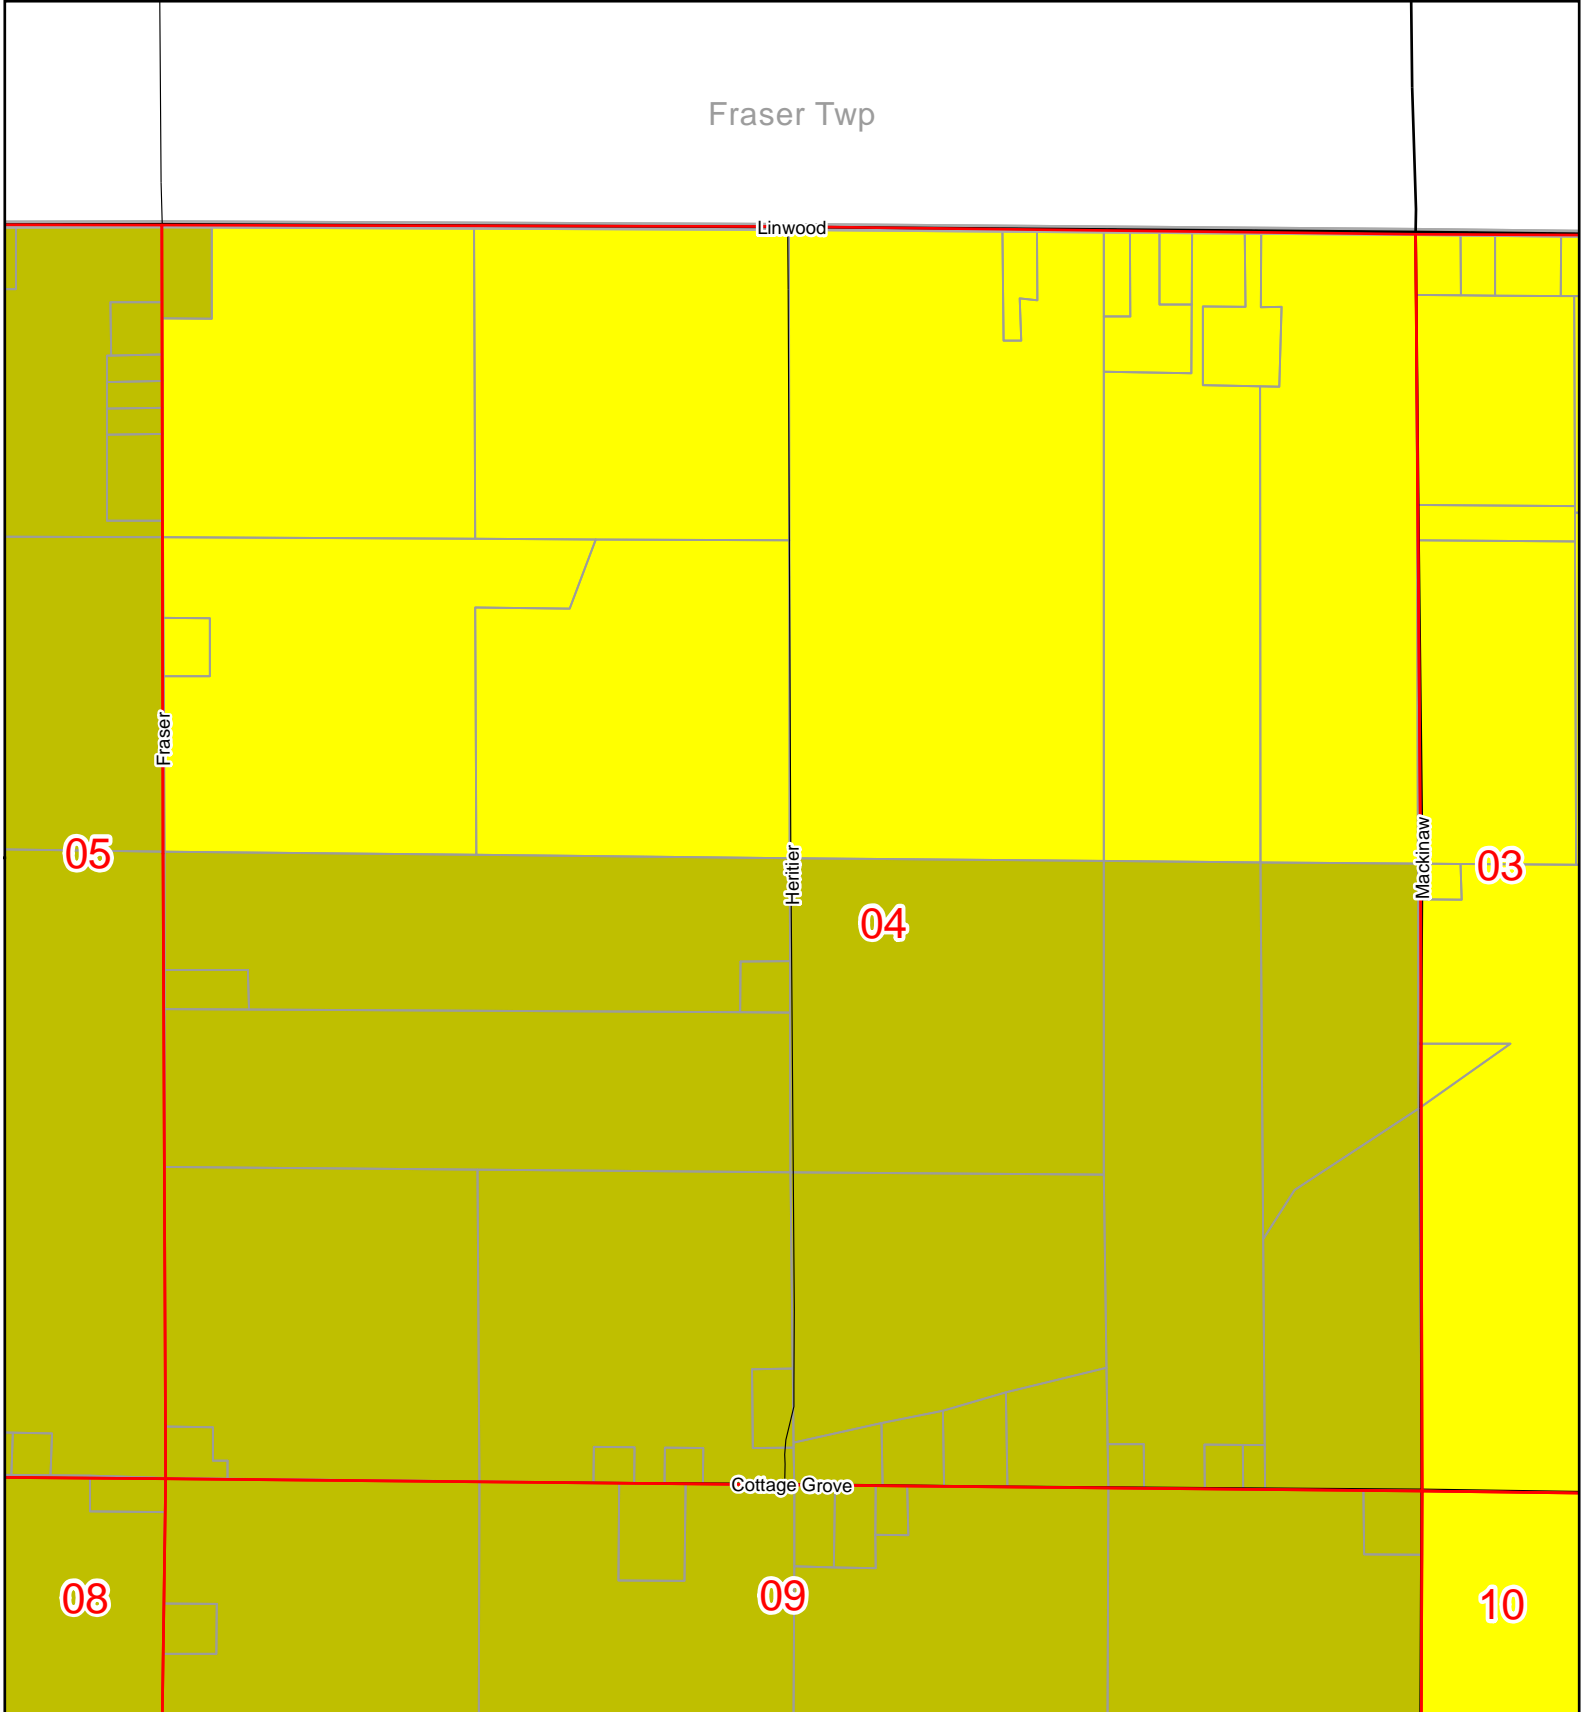 Fraser Twp
Linwood
Fraser
Mackinaw
05
Heritier
03
04
Cottage Grove
08
09
10